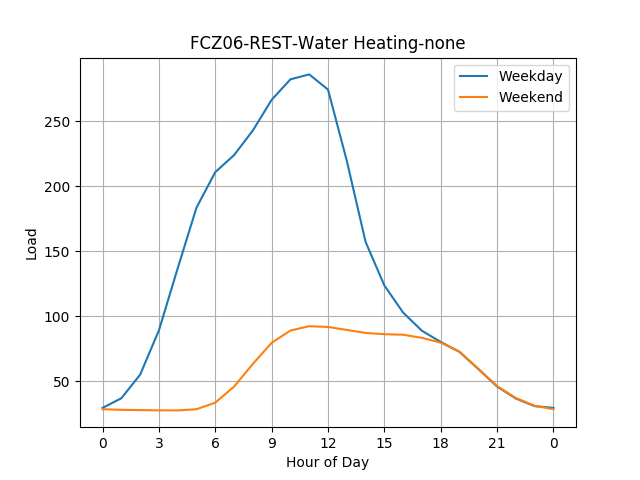 FCZ06-REST-Water Heating-none
Weekday
Weekend
250
200
150
100
50
Load
0 3 6 9 12 15 18 21 0
Hour of Day